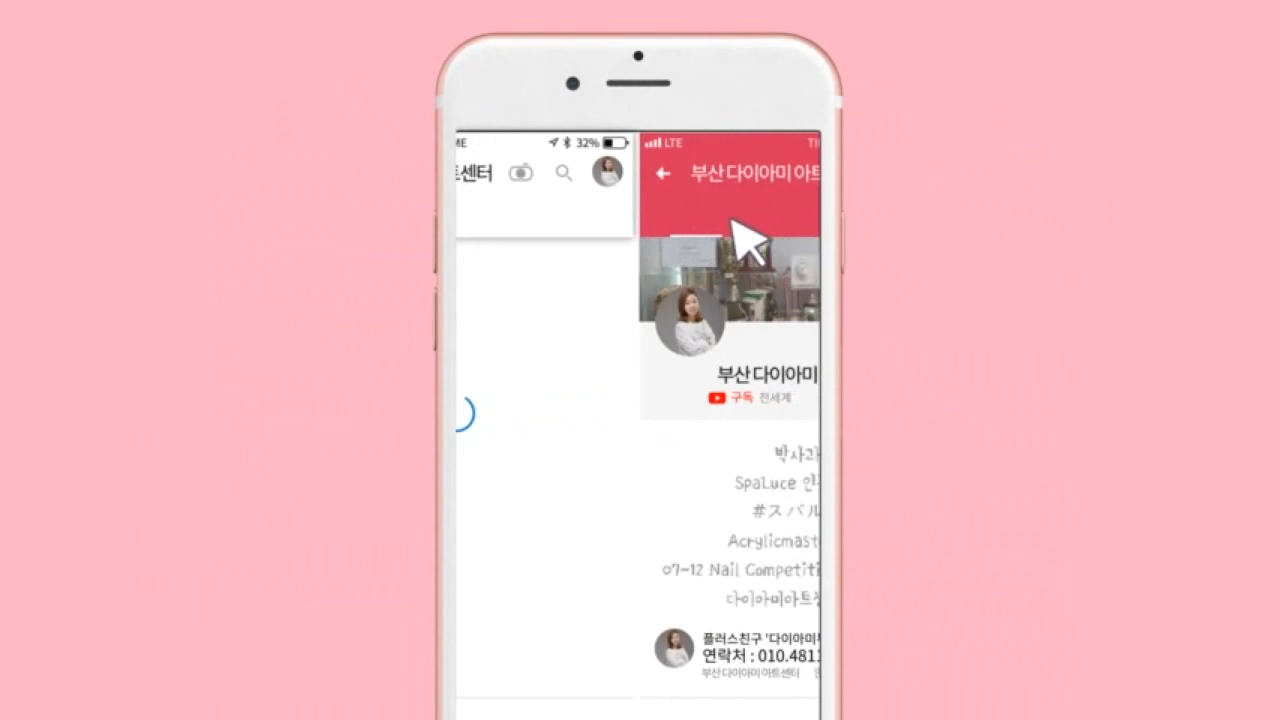 32%
트센터
LTE
부산다이아미 아트
부산 다이아미
구독 전세계
박사과
SpaLuce 인
#スバル
Acrylicmast
07-12 Nail Competiti
다이아미아트
플러스친구 '다이아미
연락처 : 010.481
부산 다이아미 아트센터